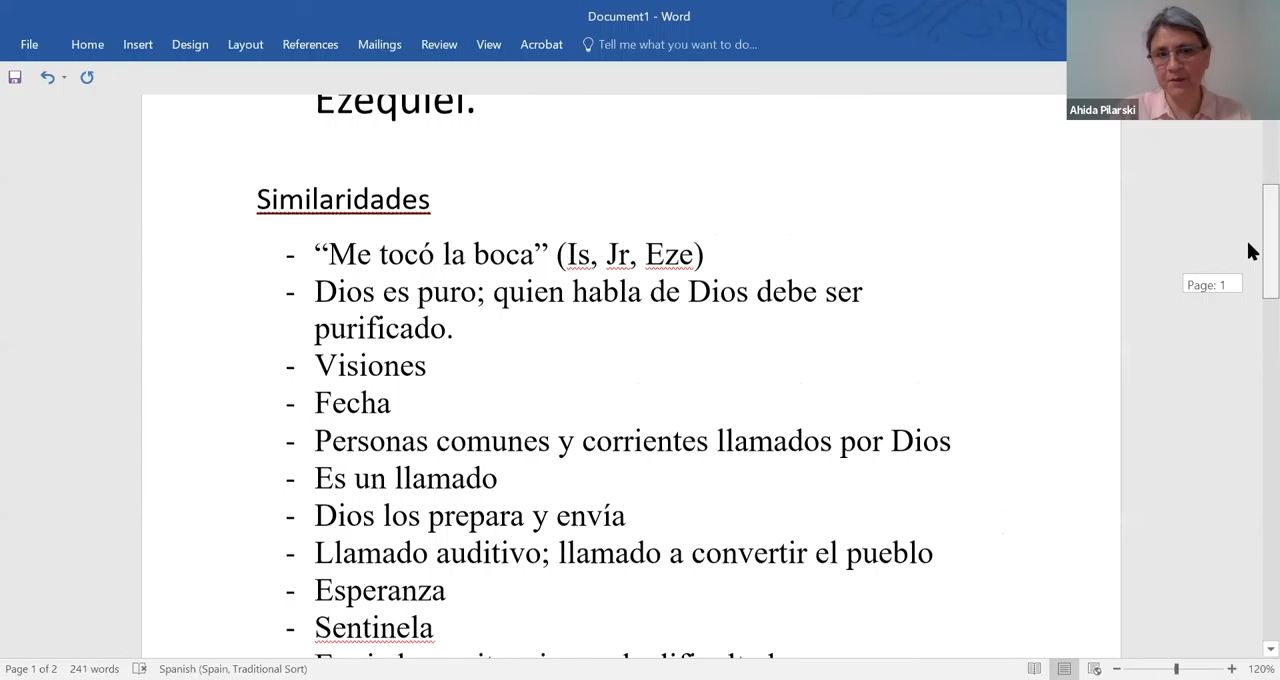 Document1 - Word
File Home Insert Design Layout References Mailings Review View Acrobat Tell me what you want to do...
Ahida Pilarski
Ezequiel.
Similaridades
- “Me tocó la boca” (Is, Jr, Eze)
- Dios es puro; quien habla de Dios debe ser
purificado.
Page: 1
- Visiones
- Fecha
- Personas comunes y corrientes llamados por Dios
- Es un llamado
- Dios los prepara y envía
- Llamado auditivo; llamado a convertir el pueblo
- Esperanza
- Sentinela
Page 1 of 2 241 words Spanish (Spain, Traditional Sort) 120%